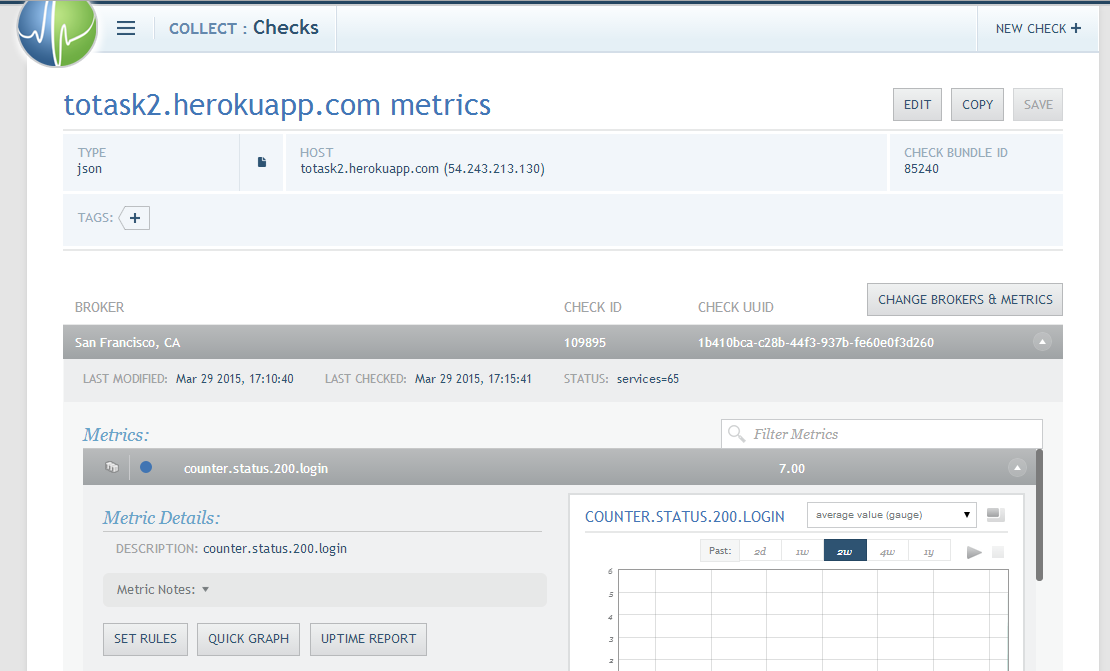 COLLECT : Checks
NEW CHECK +
totask2.herokuapp.com metrics
EDIT
COPY
SAVE
TYPE
json
HOST
totask2.herokuapp.com (54.243.213.130)
CHECK BUNDLE ID
85240
TAGS: +
BROKER CHECK ID CHECK UUID
CHANGE BROKERS & METRICS
San Francisco, CA 109895 1b410bca-c28b-44f3-937b-fe60e0f3d260
LAST MODIFIED: Mar 29 2015, 17:10:40 LAST CHECKED: Mar 29 2015, 17:15:41 STATUS: services=65
Metrics:
Filter Metrics
counter.status.200.login 7.00
Metric Details:
DESCRIPTION: counter.status.200.login
Metric Notes:
SET RULES
QUICK GRAPH
UPTIME REPORT
COUNTER.STATUS.200.LOGIN
average value (gauge)
Past: 2d 1w 2w 4w 1y
6
5
4
3
2